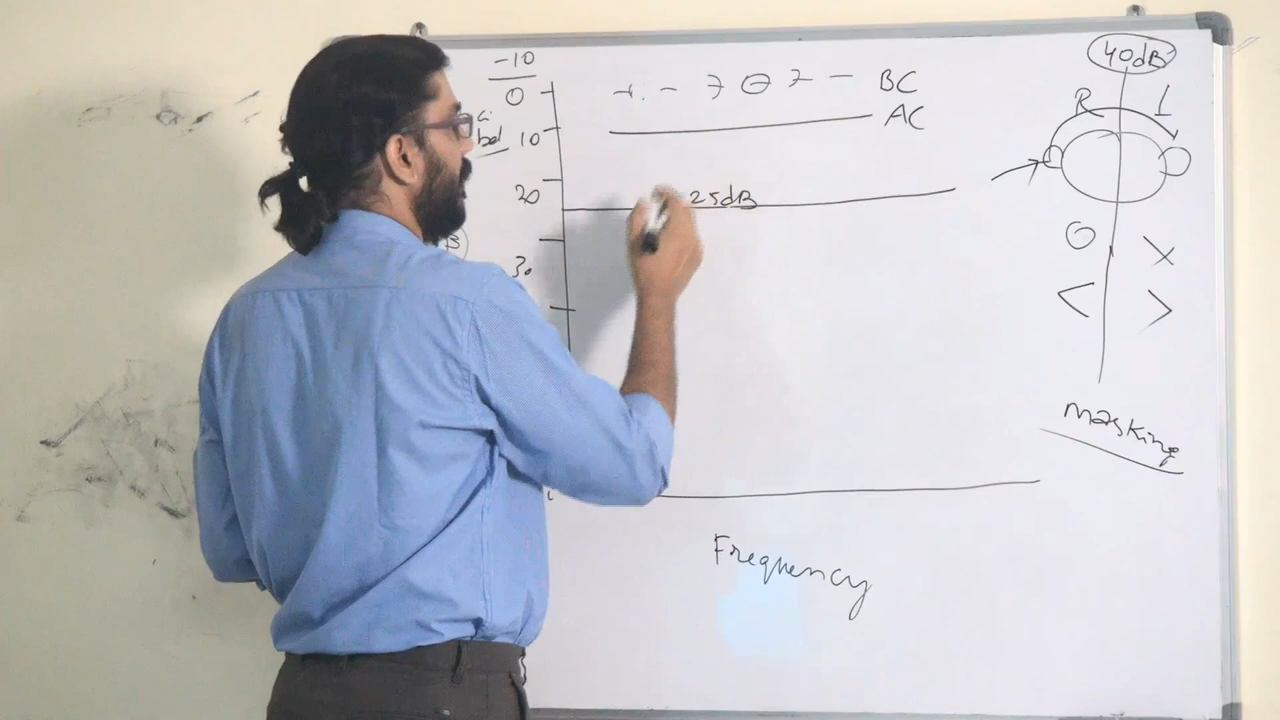 -10
0
10
20
30
BC
AC
25dB
Frequency
40dB
R L
O X
< >
masking